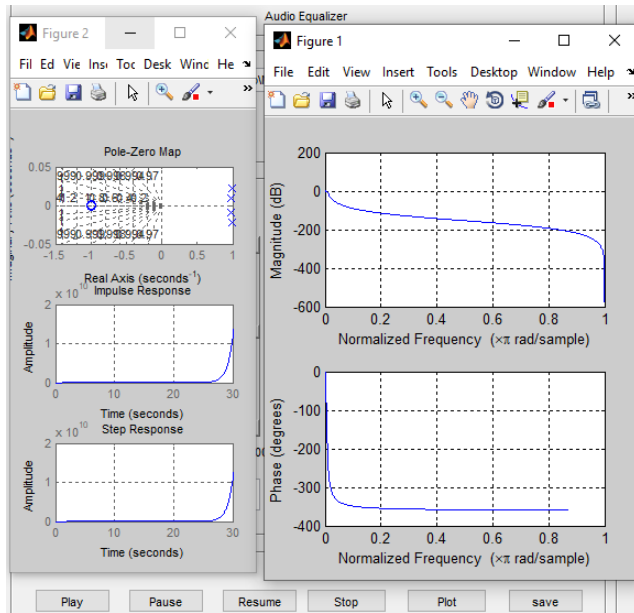 Audio Equalizer
Figure 2
Fil Ed Vie Ins Toc Desk Winc He
Pole-Zero Map
0.05
0
-0.05
-1.5 -1 -0.5 0 0.5 1
Real Axis (seconds-1)
Impulse Response
× 10^10
2
1
0
Amplitude
0 10 20 30
Time (seconds)
Step Response
× 10^10
2
1
0
Amplitude
0 10 20 30
Time (seconds)
Figure 1
File Edit View Insert Tools Desktop Window Help
200
0
-200
-400
-600
Magnitude (dB)
0 0.2 0.4 0.6 0.8 1
Normalized Frequency (×π rad/sample)
0
-100
-200
-300
-400
Phase (degrees)
0 0.2 0.4 0.6 0.8 1
Normalized Frequency (×π rad/sample)
Play Pause Resume Stop Plot save